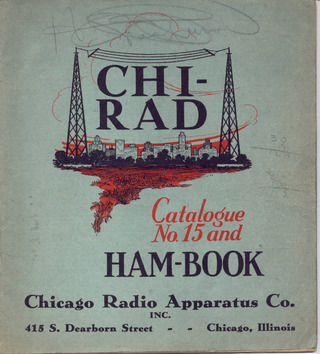 CHI-
RAD
Catalogue
No. 15 and
HAM-BOOK
Chicago Radio Apparatus Co.
INC.
415 S. Dearborn Street - - Chicago, Illinois